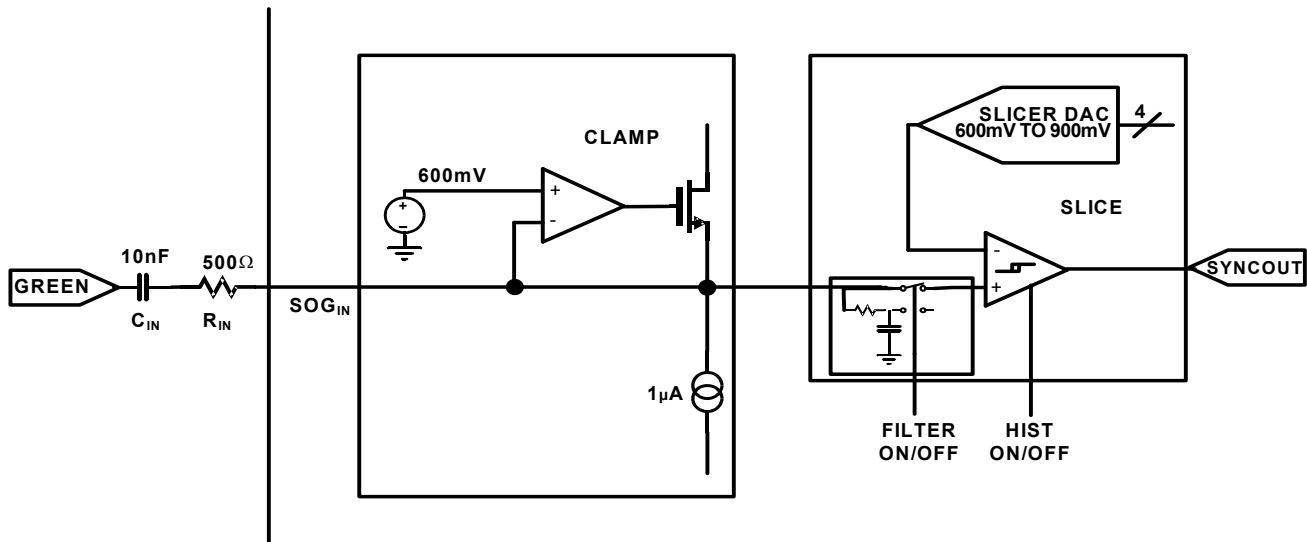 GREEN
10nF
C_IN
500Ω
R_IN
SOG_IN
CLAMP
600mV
+
−
+
-
1µA
SLICER DAC
600mV TO 900mV
4
SLICE
-
+
SYNCOUT
FILTER
ON/OFF
HIST
ON/OFF